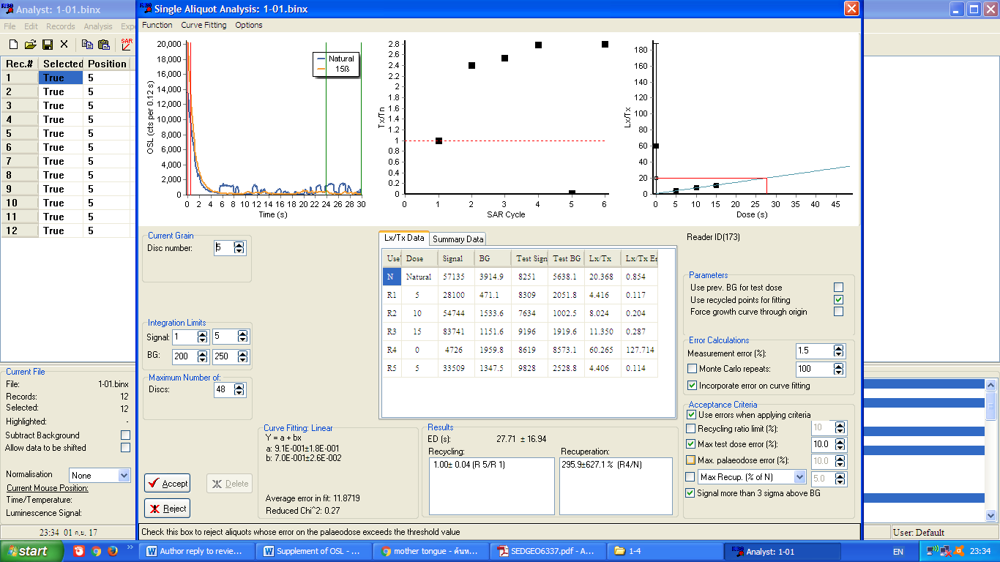 Analyst: 1-01.binx
File Edit Records Analysis Exp
SAR
Rec.# Selected Position
1 True 5
2 True 5
3 True 5
4 True 5
5 True 5
6 True 5
7 True 5
8 True 5
9 True 5
10 True 5
11 True 5
12 True 5
Current File
File: 1-01.binx
Records: 12
Selected: 12
Highlighted: -
Subtract Background
Allow data to be shifted
Normalisation None
Current Mouse Position:
Time/Temperature:
Luminescence Signal:
23:34 01 ก.ย. 17
Single Aliquot Analysis: 1-01.binx
Function Curve Fitting Options
OSL (cts per 0.12 s)
20,000
18,000
16,000
14,000
12,000
10,000
8,000
6,000
4,000
2,000
0
0 2 4 6 8 10 12 14 16 18 20 22 24 26 28 30
Time (s)
Natural
15ß
Tx/Tn
2.8
2.6
2.4
2.2
2
1.8
1.6
1.4
1.2
1
0.8
0.6
0.4
0.2
0
0 1 2 3 4 5 6
SAR Cycle
Lx/Tx
180
160
140
120
100
80
60
40
20
0
0 5 10 15 20 25 30 35 40 45
Dose (s)
Current Grain
Disc number: 5
Integration Limits
Signal: 1 5
BG: 200 250
Maximum Number of:
Discs: 48
Accept Delete
Reject
Lx/Tx Data Summary Data
Use' Dose Signal BG Test Sign Test BG Lx/Tx Lx/Tx Er
N Natural 57135 3914.9 8251 5638.1 20.368 0.854
R1 5 28100 471.1 8309 2051.8 4.416 0.117
R2 10 54744 1533.6 7634 1002.5 8.024 0.204
R3 15 83741 1151.6 9196 1919.6 11.350 0.287
R4 0 4726 1959.8 8619 8573.1 60.265 127.714
R5 5 33509 1347.5 9828 2528.8 4.406 0.114
Curve Fitting: Linear
Y = a + bx
a: 9.1E-001±1.8E-001
b: 7.0E-001±2.6E-002
Average error in fit: 11.8719
Reduced Chi^2: 0.27
Results
ED (s): 27.71 ± 16.94
Recycling: Recuperation:
1.00± 0.04 (R 5/R 1) 295.9±627.1 % (R4/N)
Reader ID(173)
Parameters
Use prev. BG for test dose
Use recycled points for fitting
Force growth curve through origin
Error Calculations
Measurement error (%): 1.5
Monte Carlo repeats: 100
Incorporate error on curve fitting
Acceptance Criteria
Use errors when applying criteria
Recycling ratio limit (%): 10
Max test dose error (%): 10.0
Max. palaeodose error (%): 10.0
Max Recup. (% of N) 5.0
Signal more than 3 sigma above BG
Check this box to reject aliquots whose error on the palaeodose exceeds the threshold value
User: Default
start
Author reply to revie... Supplement of OSL - ... mother tongue - ค้นห... SEDGEO6337.pdf - A... 1-4 Analyst: 1-01 EN 23:34